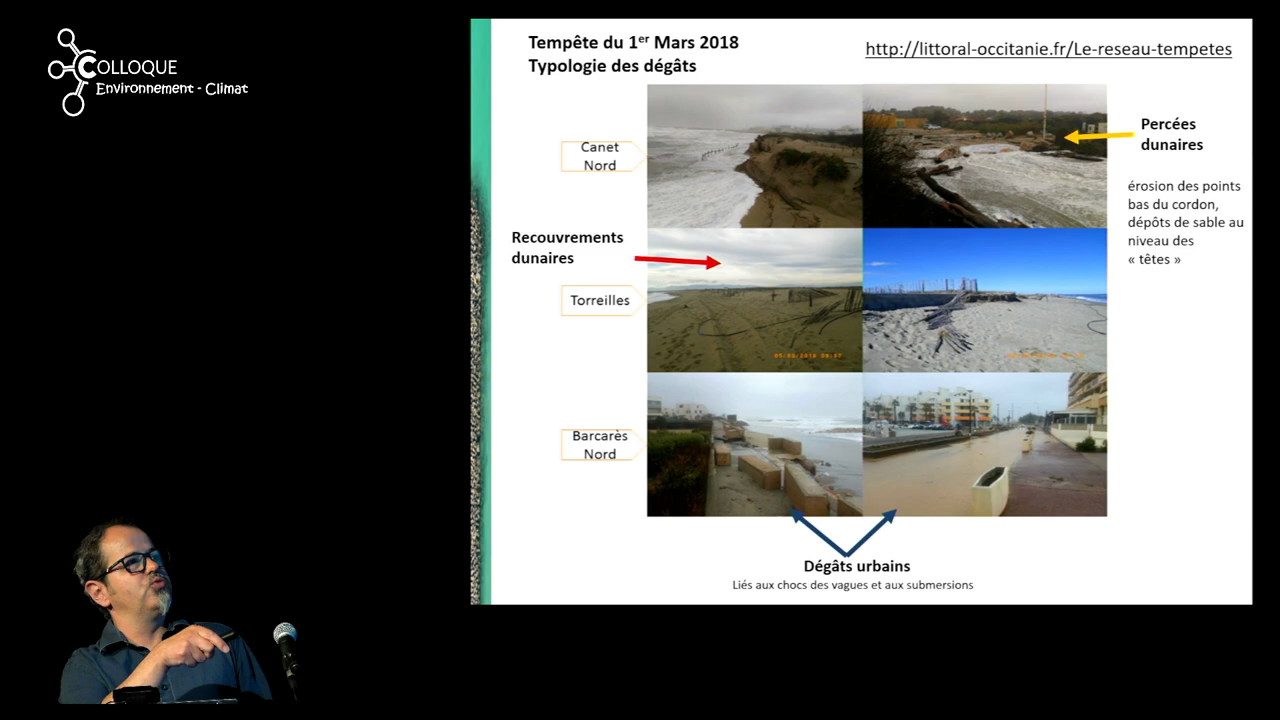 COLLOQUE
Environnement - Climat
Tempête du 1er Mars 2018
Typologie des dégâts
http://littoral-occitanie.fr/Le-reseau-tempetes
Canet
Nord
Percées
dunaires
érosion des points
bas du cordon,
dépôts de sable au
niveau des
« têtes »
Recouvrements
dunaires
Torreilles
Barcarès
Nord
Dégâts urbains
Liés aux chocs des vagues et aux submersions